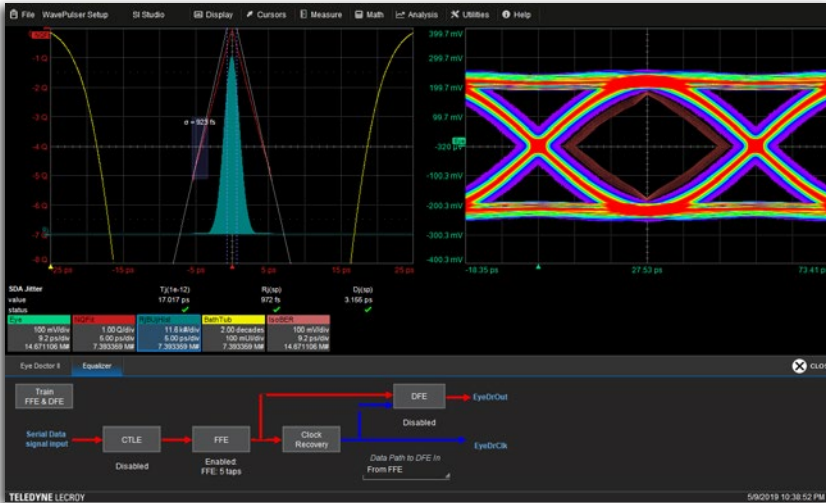 File WavePulser Setup SI Studio Display Cursors Measure Math Analysis Utilities Help
NQFit
-1 Q
-2 Q
-3 Q
-4 Q
-5 Q
-6 Q
-7 Q
-8 Q
σ = 923 fs
-25 ps -15 ps -5 ps 5 ps 15 ps 25 ps
399.7 mV
299.7 mV
199.7 mV
99.7 mV
Eye
-320 µV
-100.3 mV
-200.3 mV
-300.3 mV
-400.3 mV
-18.35 ps 27.53 ps 73.41 ps
SDA Jitter Tj(1e-12) Rj(sp) Dj(sp)
value 17.017 ps 972 fs 3.155 ps
status
Eye NQFit RjBUjHist BathTub IsoBER
100 mV/div 1.00 Q/div 11.6 k#/div 2.00 decades 100 mV/div
9.2 ps/div 5.00 ps/div 5.00 ps/div 100 mUI/div 9.2 ps/div
14.671106 M# 7.393369 M# 7.393369 M# 7.393369 M# 14.671106 M#
Eye Doctor II Equalizer CLOS
Train
FFE & DFE
DFE EyeDrOut
Disabled
Serial Data
signal input
CTLE FFE Clock
Recovery
EyeDrClk
Disabled
Enabled:
FFE: 5 taps
Data Path to DFE In
From FFE
TELEDYNE LECROY 5/9/2019 10:38:52 PM